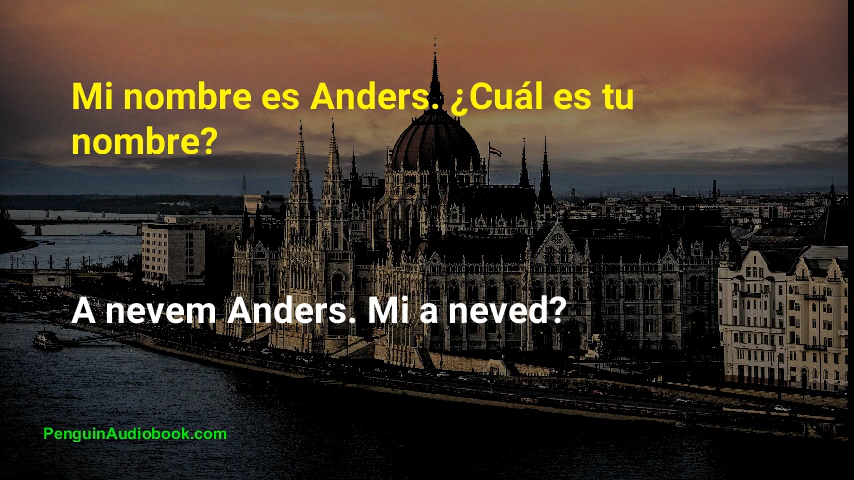 Mi nombre es Anders. ¿Cuál es tu
nombre?
A nevem Anders. Mi a neved?
PenguinAudiobook.com